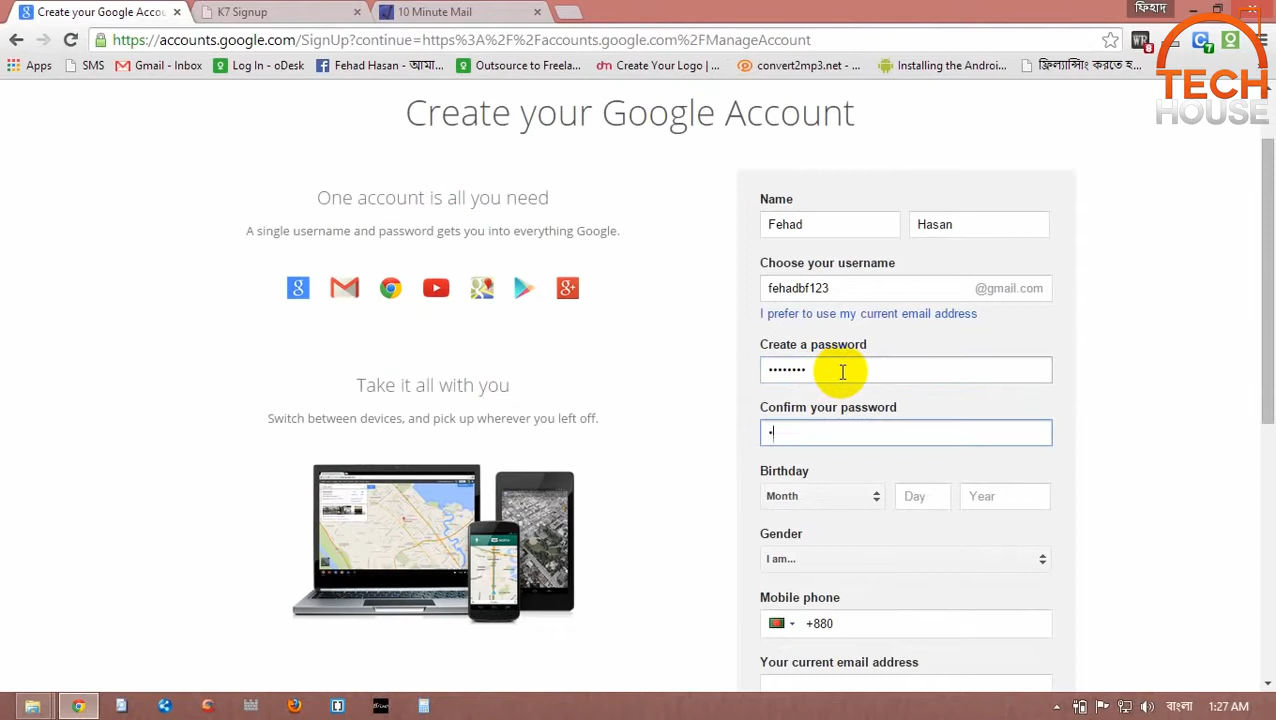 Create your Google Accou
K7 Signup
10 Minute Mail
ফিহাদ
https://accounts.google.com/SignUp?continue=https%3A%2F%2Faccounts.google.com%2FManageAccount
Apps
SMS
Gmail - Inbox
Log In - oDesk
Fehad Hasan - আমা...
Outsource to Freela...
Create Your Logo | ...
convert2mp3.net - ...
Installing the Androi...
ফ্রিল্যান্সিং করতে হ...
TECH
HOUSE
Create your Google Account
One account is all you need
A single username and password gets you into everything Google.
Take it all with you
Switch between devices, and pick up wherever you left off.
Name
Fehad
Hasan
Choose your username
fehadbf123
@gmail.com
I prefer to use my current email address
Create a password
••••••••
Confirm your password
•
Birthday
Month
Day
Year
Gender
I am...
Mobile phone
+880
Your current email address
বাংলা
1:27 AM